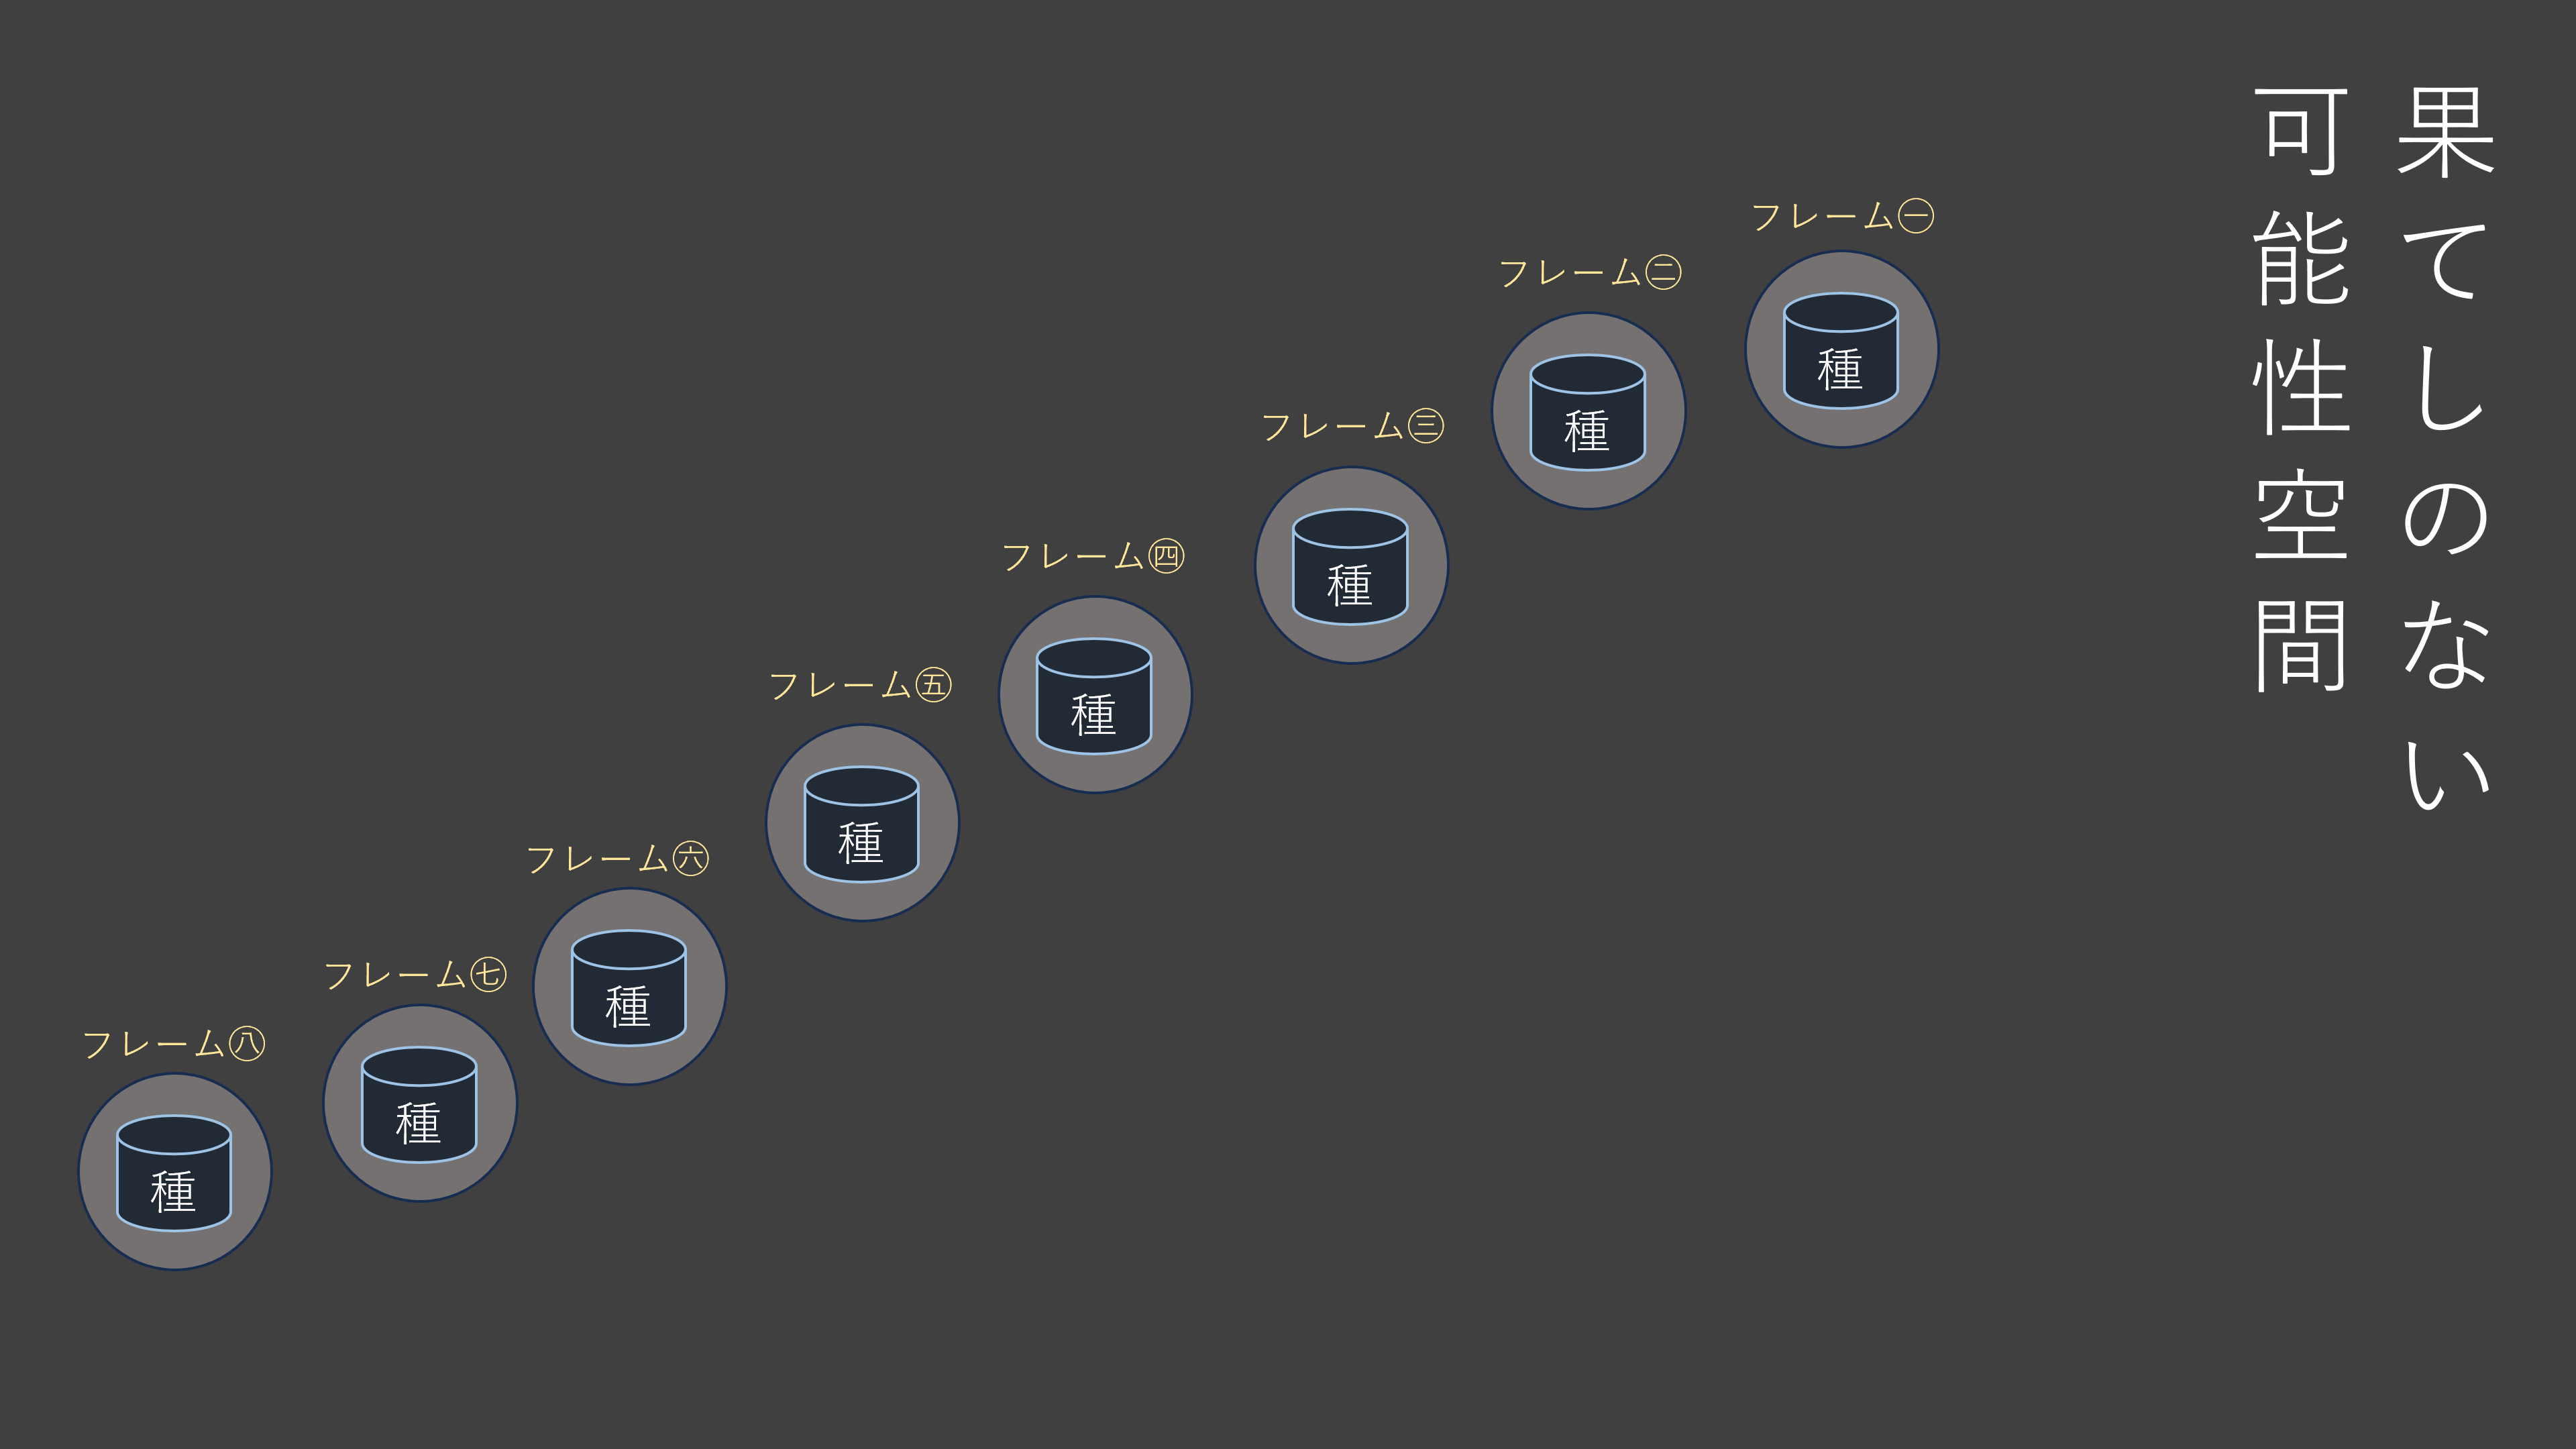 果てしのない
可能性空間
フレーム㊀
種
フレーム㊁
種
フレーム㊂
種
フレーム㊃
種
フレーム㊄
種
フレーム㊅
種
フレーム㊆
種
フレーム㊇
種